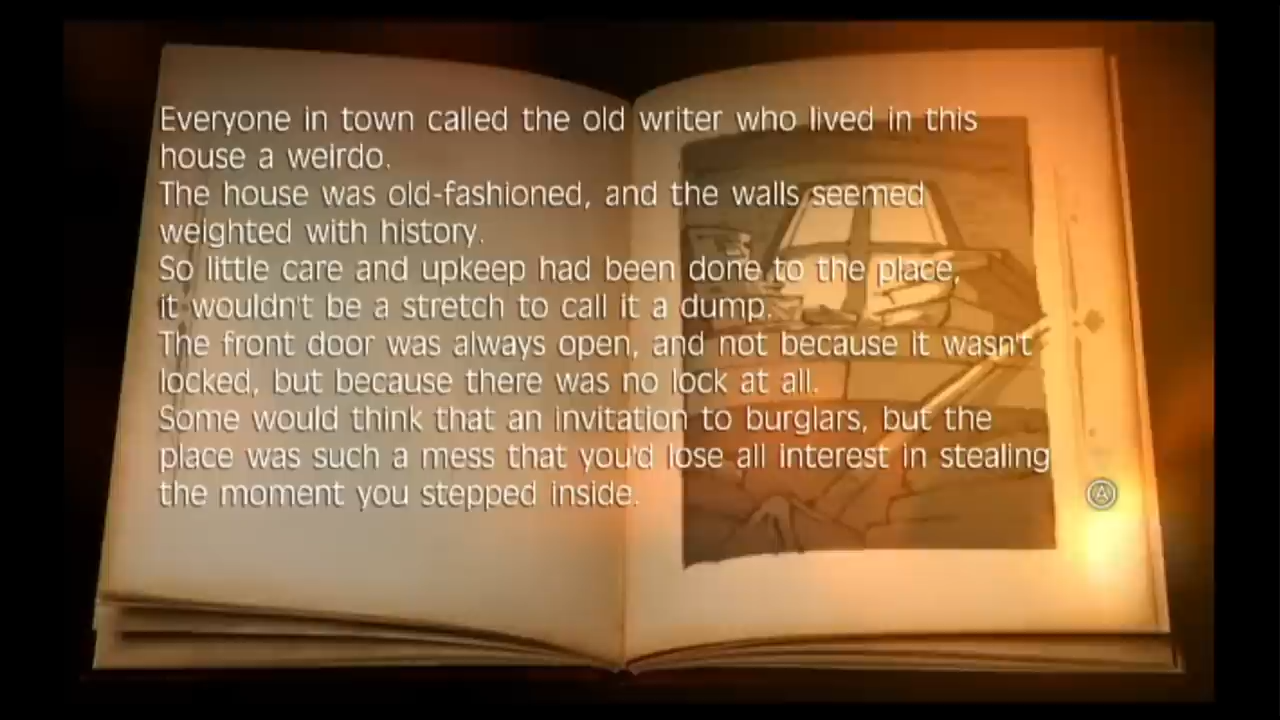 Everyone in town called the old writer who lived in this
house a weirdo.
The house was old-fashioned, and the walls seemed
weighted with history.
So little care and upkeep had been done to the place,
it wouldn't be a stretch to call it a dump.
The front door was always open, and not because it wasn't
locked, but because there was no lock at all.
Some would think that an invitation to burglars, but the
place was such a mess that you'd lose all interest in stealing
the moment you stepped inside.
A